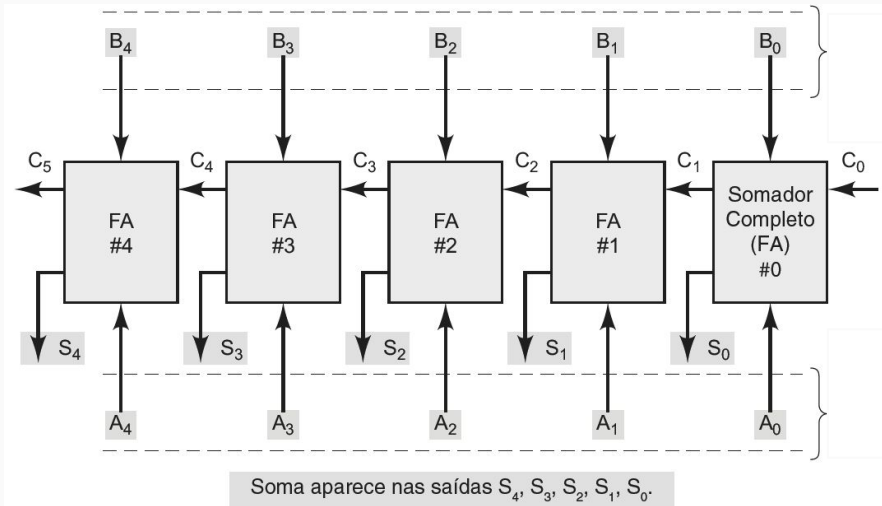 B₄ B₃ B₂ B₁ B₀
C₅ C₄ C₃ C₂ C₁ C₀
FA
#4
FA
#3
FA
#2
FA
#1
Somador
Completo
(FA)
#0
S₄ S₃ S₂ S₁ S₀
A₄ A₃ A₂ A₁ A₀
Soma aparece nas saídas S₄, S₃, S₂, S₁, S₀.